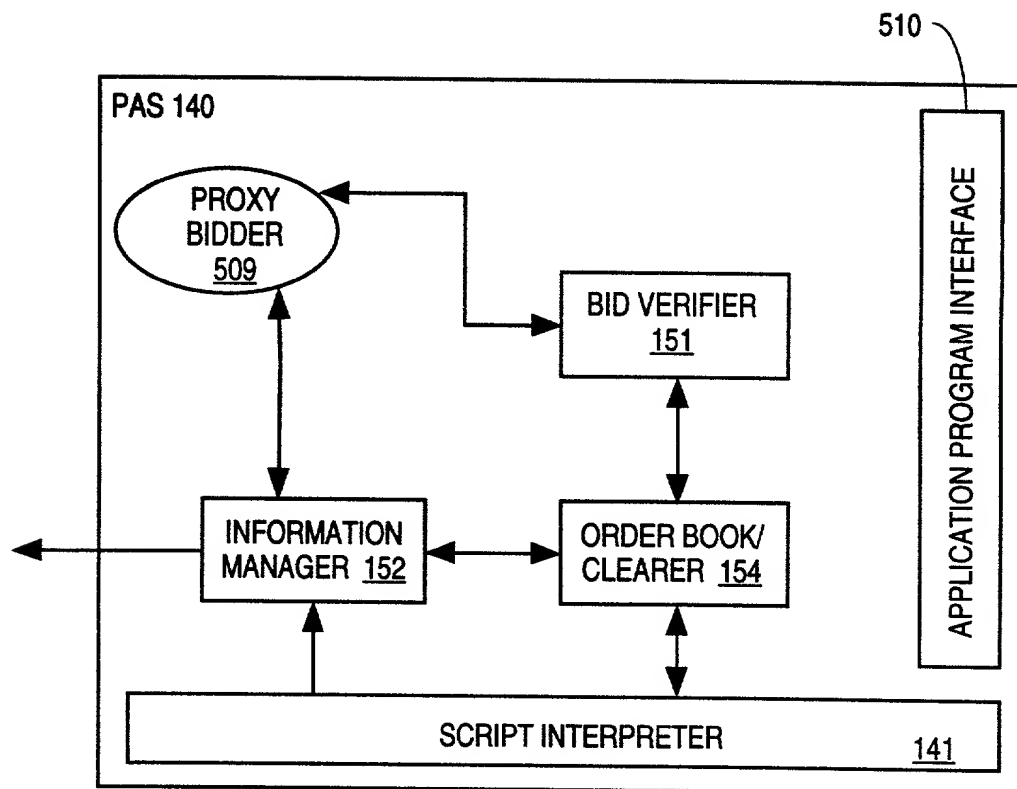 510
PAS 140
PROXY
BIDDER
509
BID VERIFIER
151
APPLICATION PROGRAM INTERFACE
INFORMATION
MANAGER 152
ORDER BOOK/
CLEARER 154
SCRIPT INTERPRETER
141